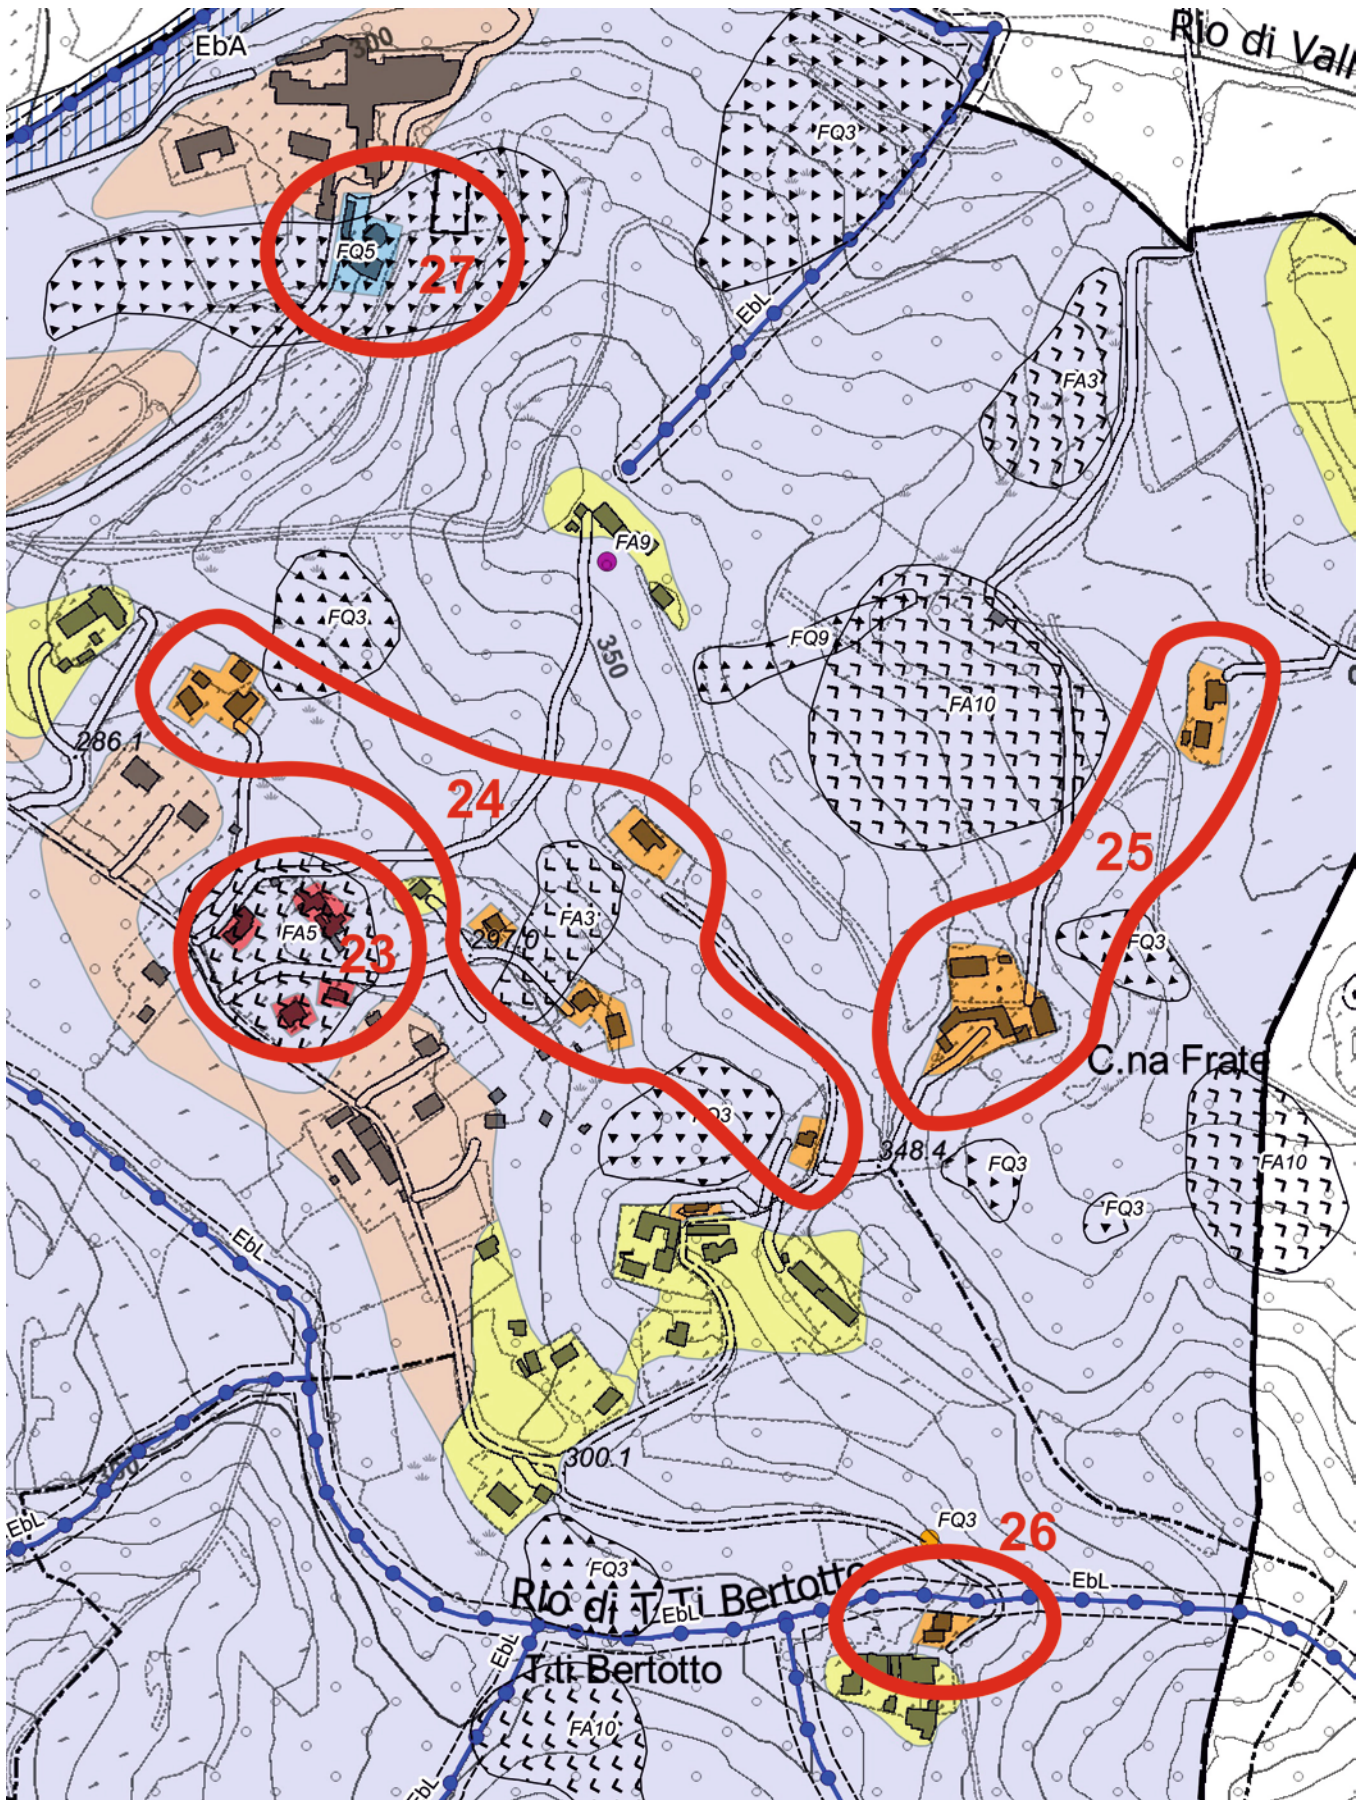 Rio di Vall
300
EbA
FQ3
FQ5
27
EbL
FA3
FA9
FQ3
FQ9
350
FA10
286.1
24
25
FA3
FA5
23
297.0
FQ3
C.na Frate
FQ3
348.4
FQ3
FA10
FQ3
EbL
300.1
FQ3
26
EbL
FQ3
EbL
Rio di T.Ti Bertotto
EbL
EbL
T.ti Bertotto
FA10
EbL